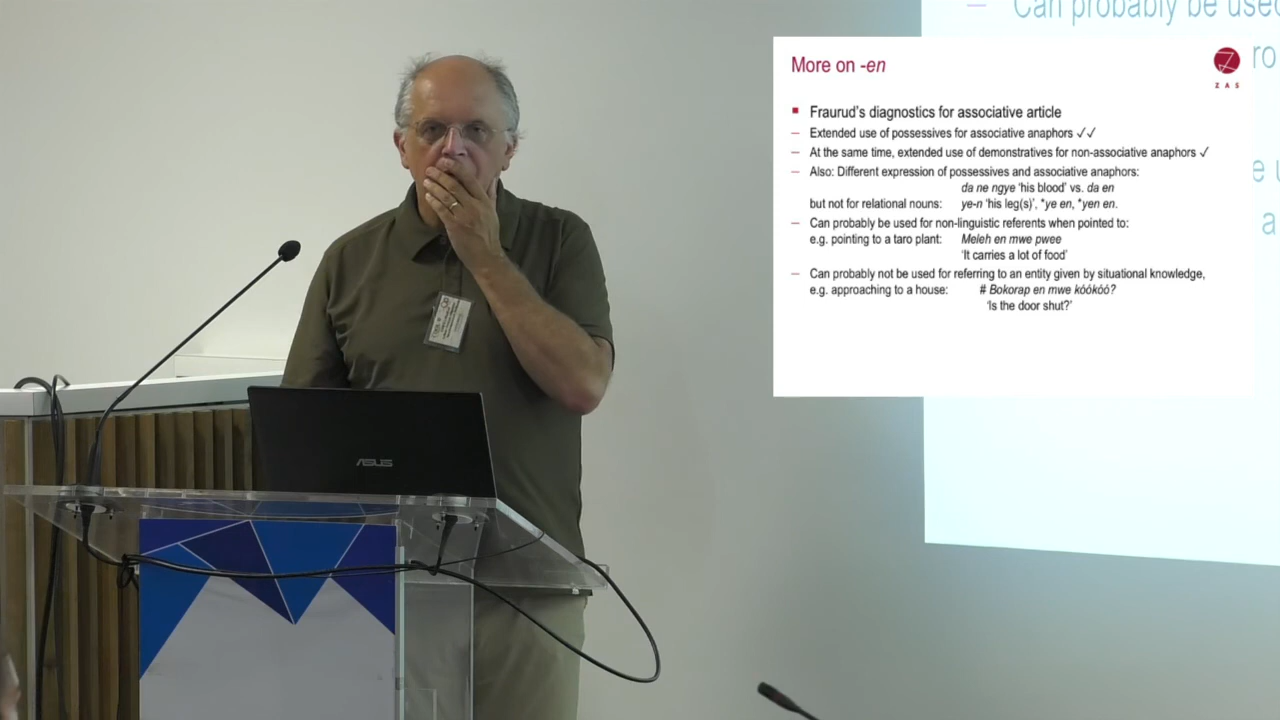 Can probably be used
More on -en
ZAS
ro
▪ Fraurud's diagnostics for associative article
– Extended use of possessives for associative anaphors ✓✓
– At the same time, extended use of demonstratives for non-associative anaphors ✓
– Also: Different expression of possessives and associative anaphors:
da ne ngye 'his blood' vs. da en
but not for relational nouns: ye-n 'his leg(s)', *ye en, *yen en.
– Can probably be used for non-linguistic referents when pointed to:
e.g. pointing to a taro plant: Meleh en mwe pwee
'It carries a lot of food'
– Can probably not be used for referring to an entity given by situational knowledge,
e.g. approaching to a house: # Bokorap en mwe kóókóó?
'Is the door shut?'
e u
a
ASUS